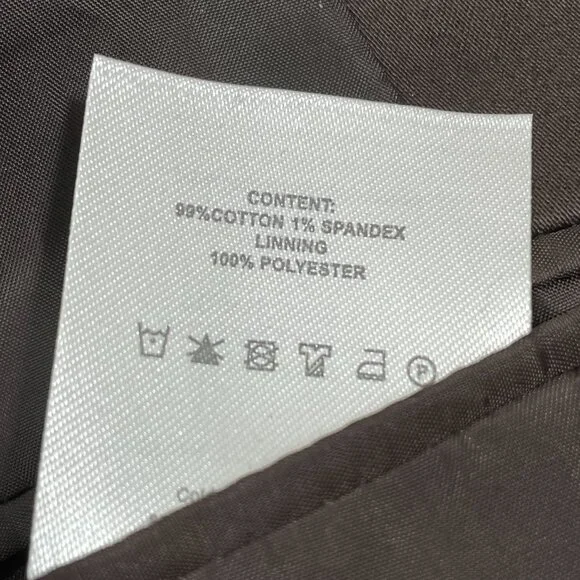 CONTENT:
99%COTTON 1% SPANDEX
LINNING
100% POLYESTER
P